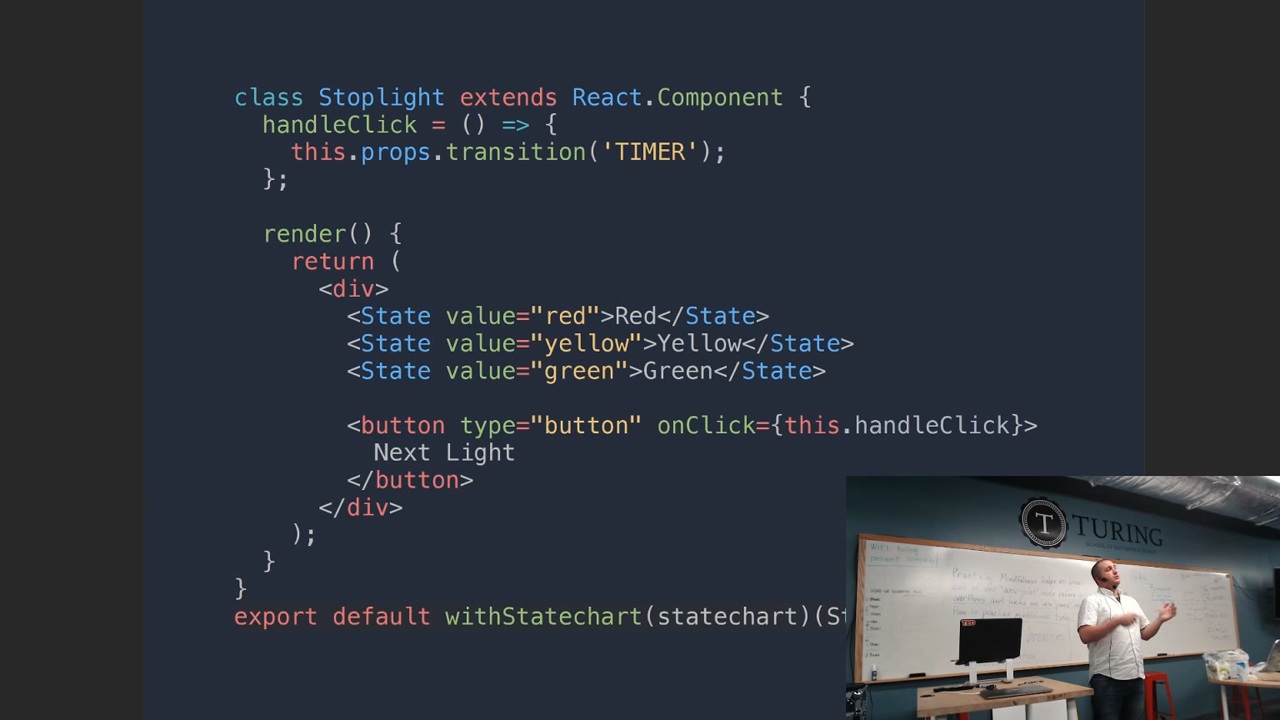 class Stoplight extends React.Component {
handleClick = () => {
this.props.transition('TIMER');
};
render() {
return (
<div>
<State value="red">Red</State>
<State value="yellow">Yellow</State>
<State value="green">Green</State>
<button type="button" onClick={this.handleClick}>
Next Light
</button>
</div>
);
}
}
export default withStatechart(statechart)(St
T TURING